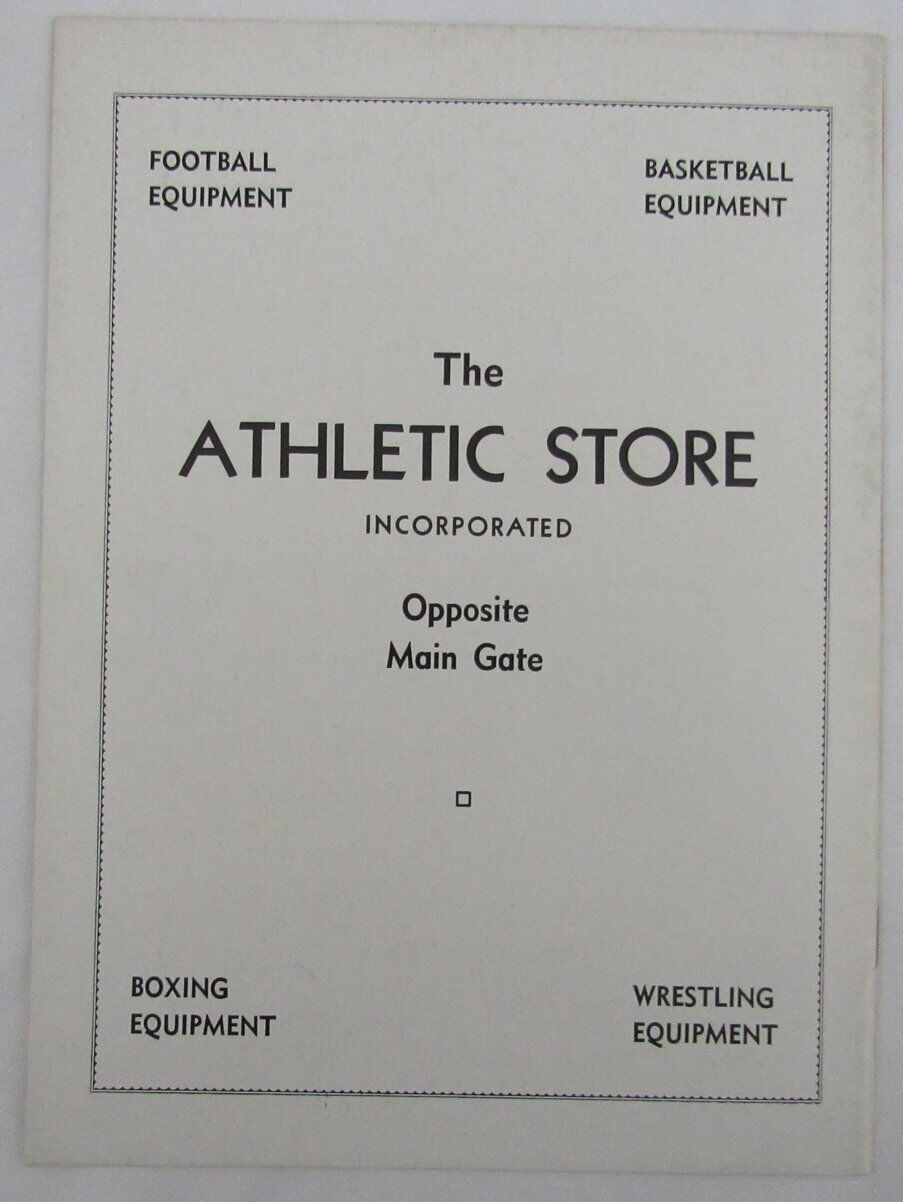 FOOTBALL
EQUIPMENT
BASKETBALL
EQUIPMENT
The
ATHLETIC STORE
INCORPORATED
Opposite
Main Gate
BOXING
EQUIPMENT
WRESTLING
EQUIPMENT